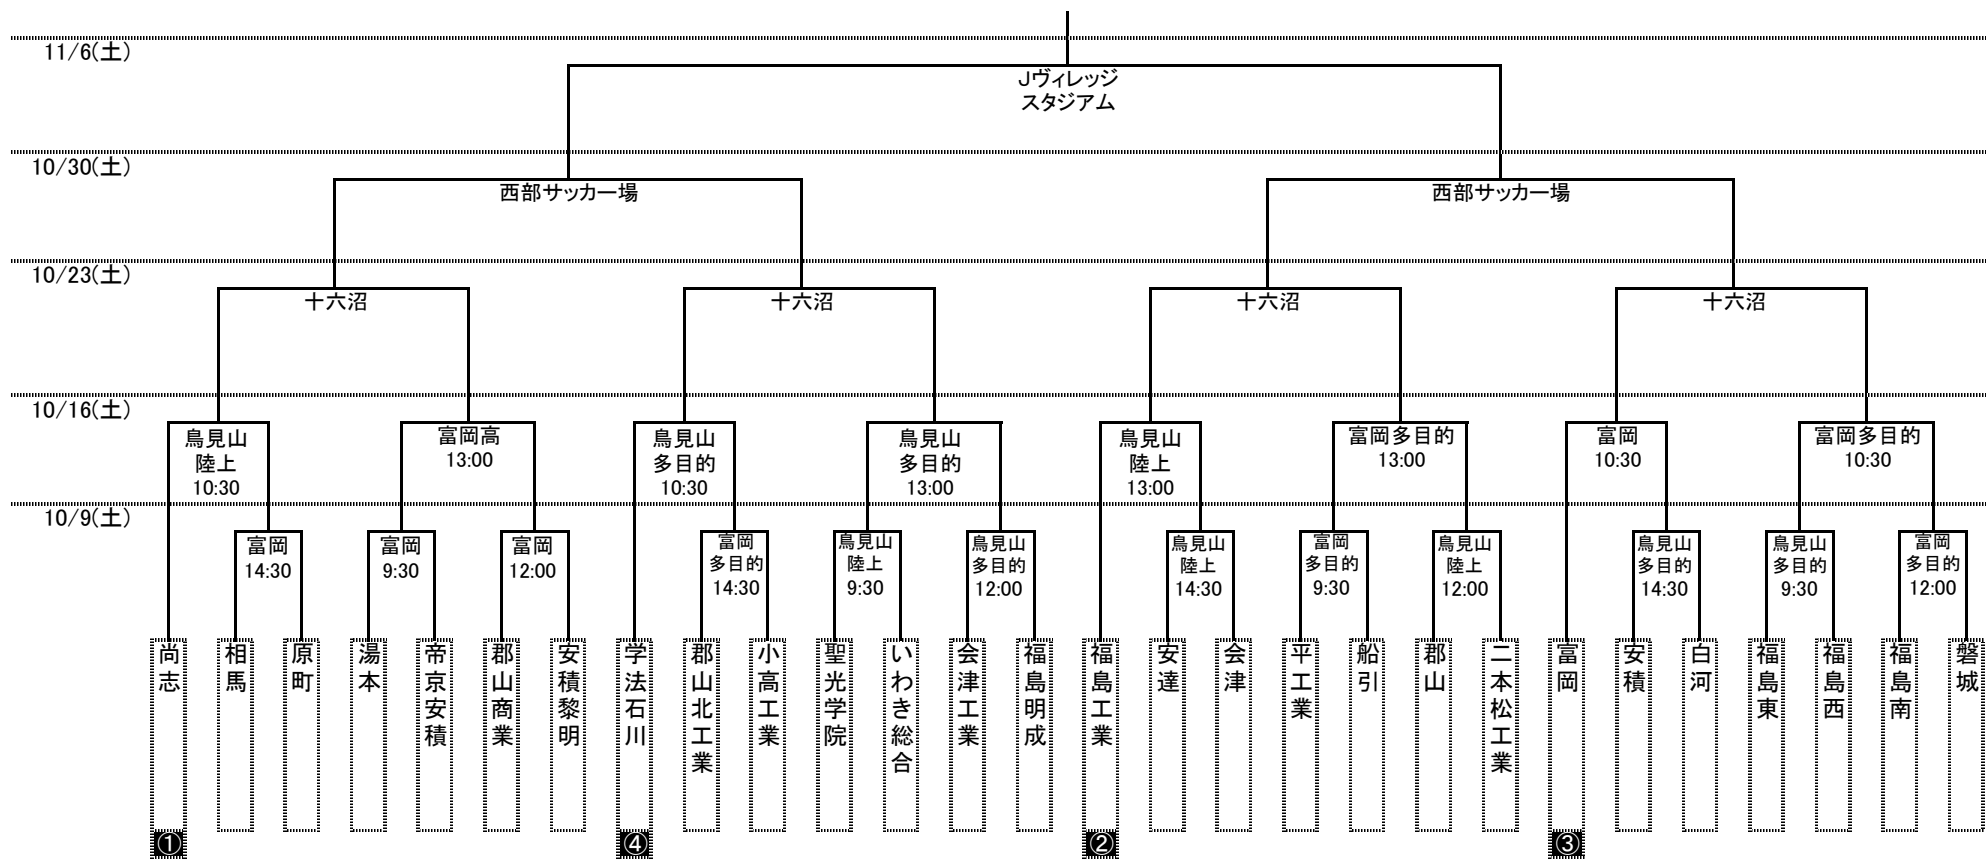 11/6(土)
Jヴィレッジ
スタジアム
10/30(土)
西部サッカー場
西部サッカー場
10/23(土)
十六沼
十六沼
十六沼
十六沼
10/16(土)
鳥見山
陸上
10:30
富岡高
13:00
鳥見山
多目的
10:30
鳥見山
多目的
13:00
鳥見山
陸上
13:00
富岡多目的
13:00
富岡
10:30
富岡多目的
10:30
10/9(土)
富岡
14:30
富岡
9:30
富岡
12:00
富岡
多目的
14:30
鳥見山
陸上
9:30
鳥見山
多目的
12:00
鳥見山
陸上
14:30
富岡
多目的
9:30
鳥見山
陸上
12:00
鳥見山
多目的
14:30
鳥見山
多目的
9:30
富岡
多目的
12:00
尚志
相馬
原町
湯本
帝京安積
郡山商業
安積黎明
学法石川
郡山北工業
小高工業
聖光学院
いわき総合
会津工業
福島明成
福島工業
安達
会津
平工業
船引
郡山
二本松工業
富岡
安積
白河
福島東
福島西
福島南
磐城
①
④
②
③